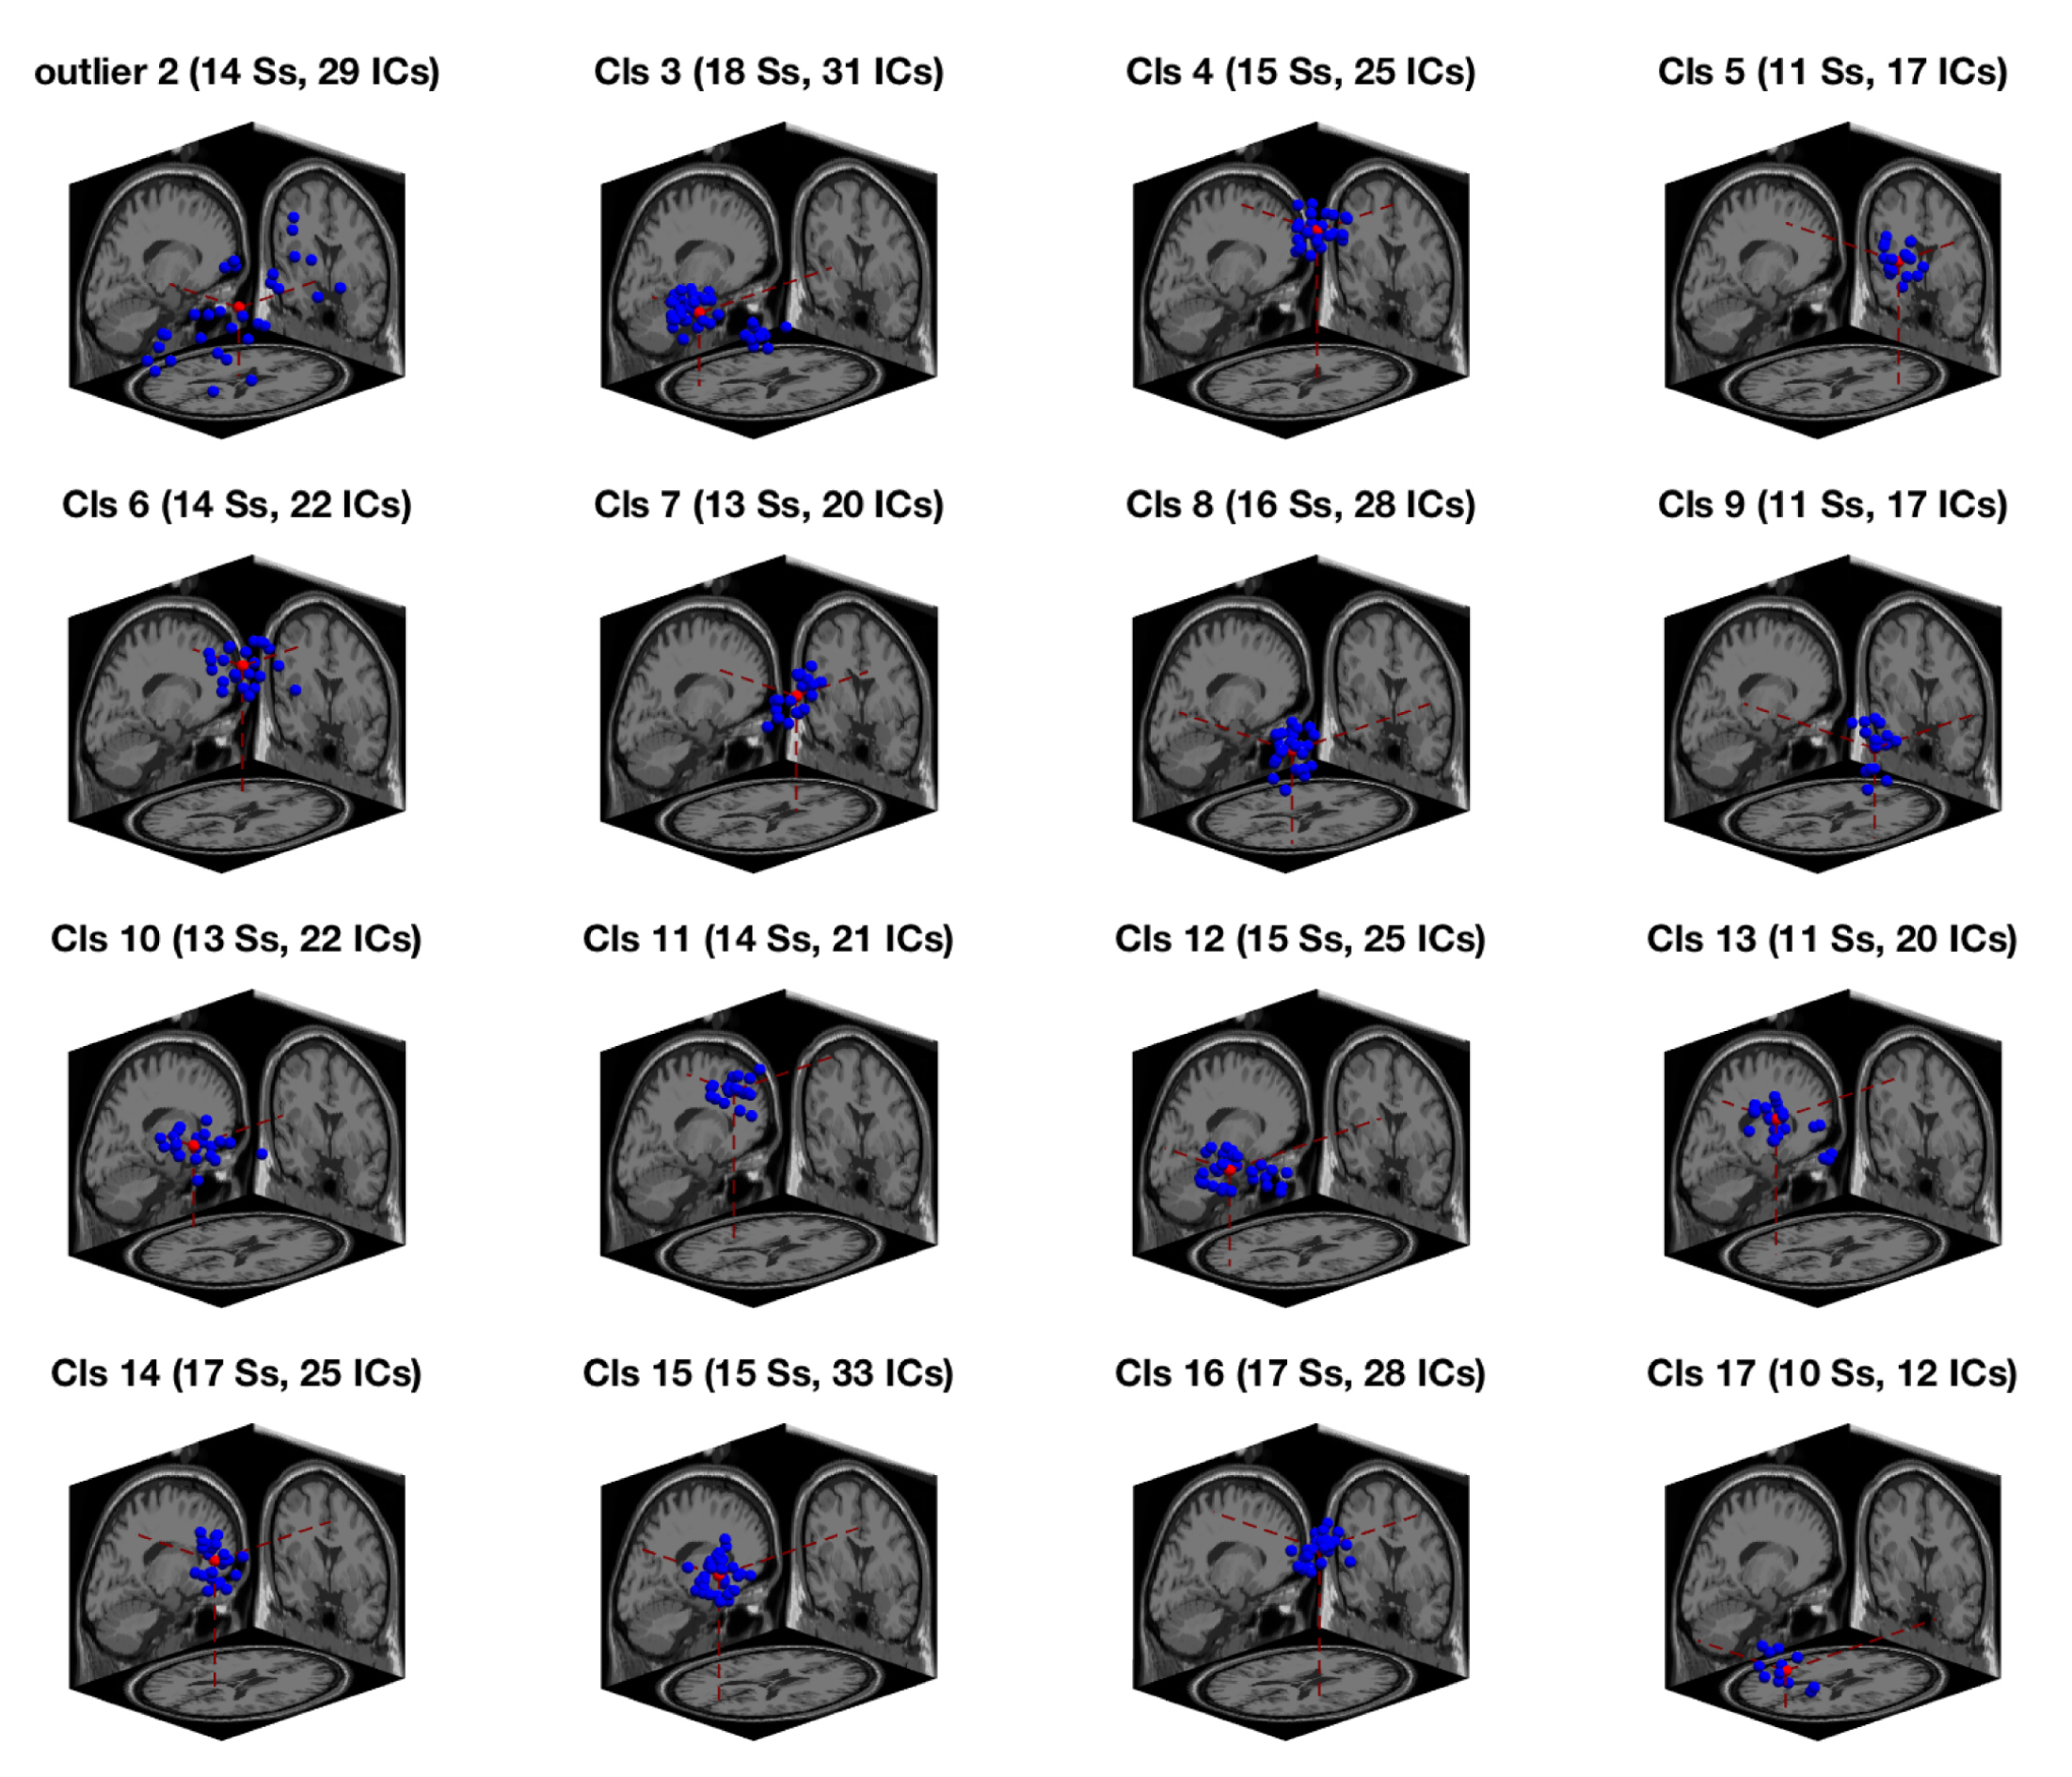 outlier 2 (14 Ss, 29 ICs)
Cls 3 (18 Ss, 31 ICs)
Cls 4 (15 Ss, 25 ICs)
Cls 5 (11 Ss, 17 ICs)
Cls 6 (14 Ss, 22 ICs)
Cls 7 (13 Ss, 20 ICs)
Cls 8 (16 Ss, 28 ICs)
Cls 9 (11 Ss, 17 ICs)
Cls 10 (13 Ss, 22 ICs)
Cls 11 (14 Ss, 21 ICs)
Cls 12 (15 Ss, 25 ICs)
Cls 13 (11 Ss, 20 ICs)
Cls 14 (17 Ss, 25 ICs)
Cls 15 (15 Ss, 33 ICs)
Cls 16 (17 Ss, 28 ICs)
Cls 17 (10 Ss, 12 ICs)